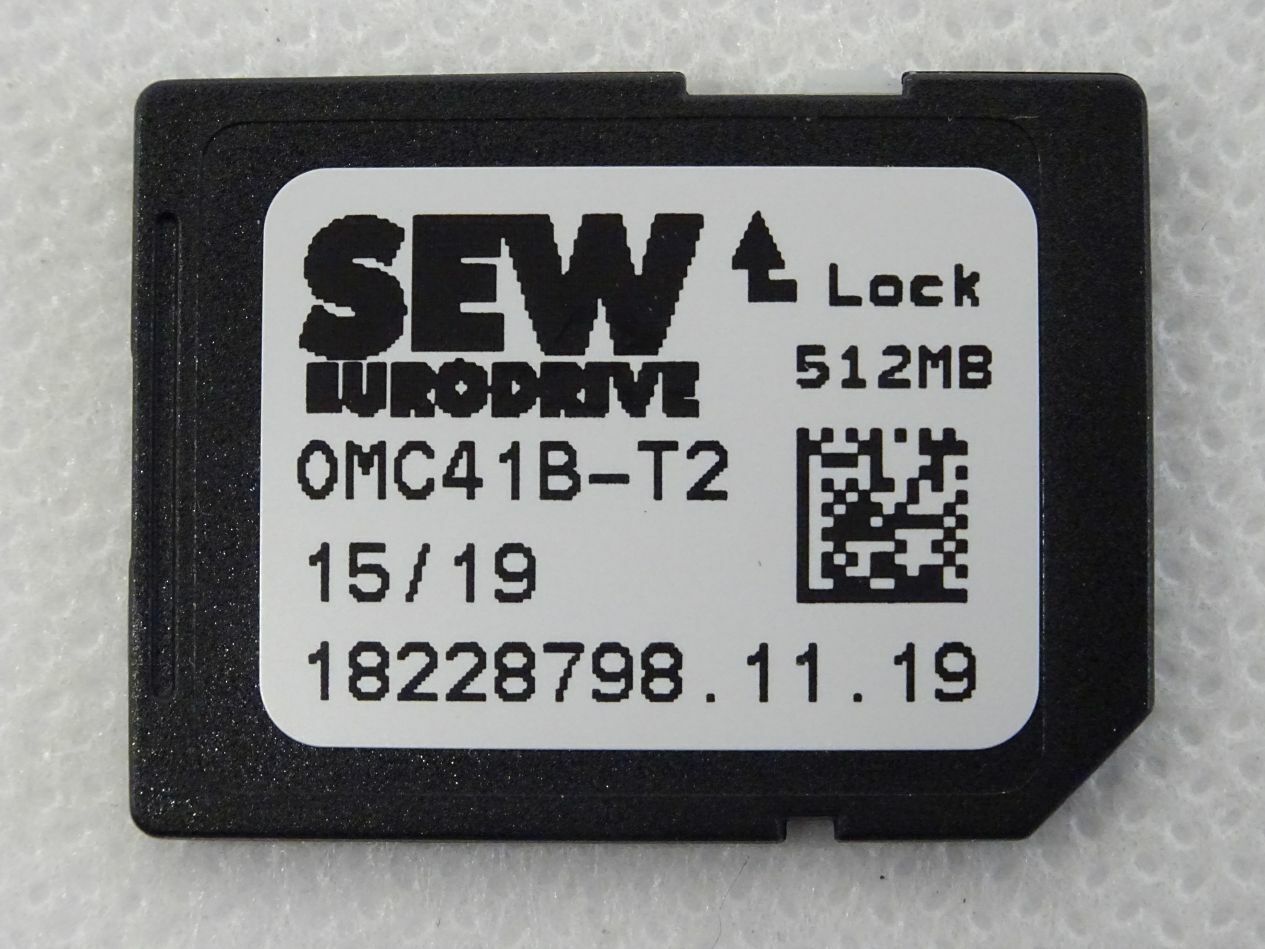 SEW
EURODRIVE
Lock
512MB
OMC41B-T2
15/19
18228798.11.19